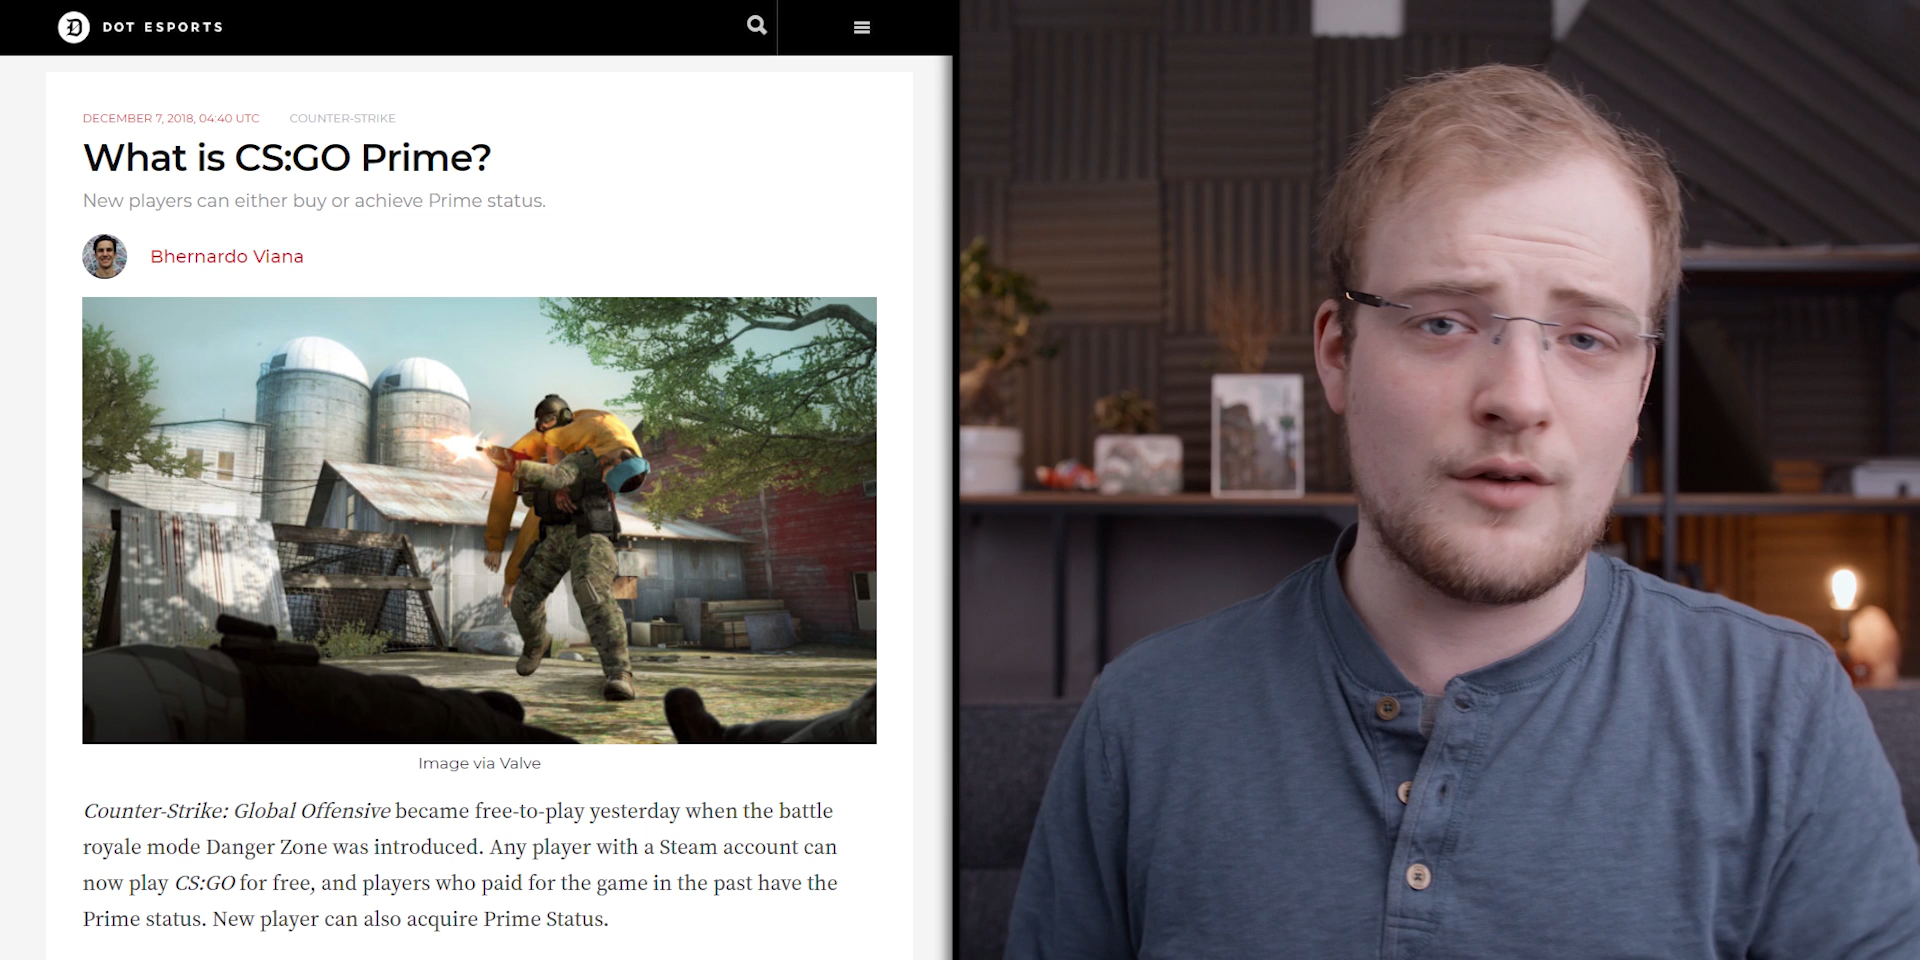 DOT ESPORTS
DECEMBER 7, 2018, 04:40 UTC COUNTER-STRIKE
What is CS:GO Prime?
New players can either buy or achieve Prime status.
Bhernardo Viana
Image via Valve
Counter-Strike: Global Offensive became free-to-play yesterday when the battle
royale mode Danger Zone was introduced. Any player with a Steam account can
now play CS:GO for free, and players who paid for the game in the past have the
Prime status. New player can also acquire Prime Status.